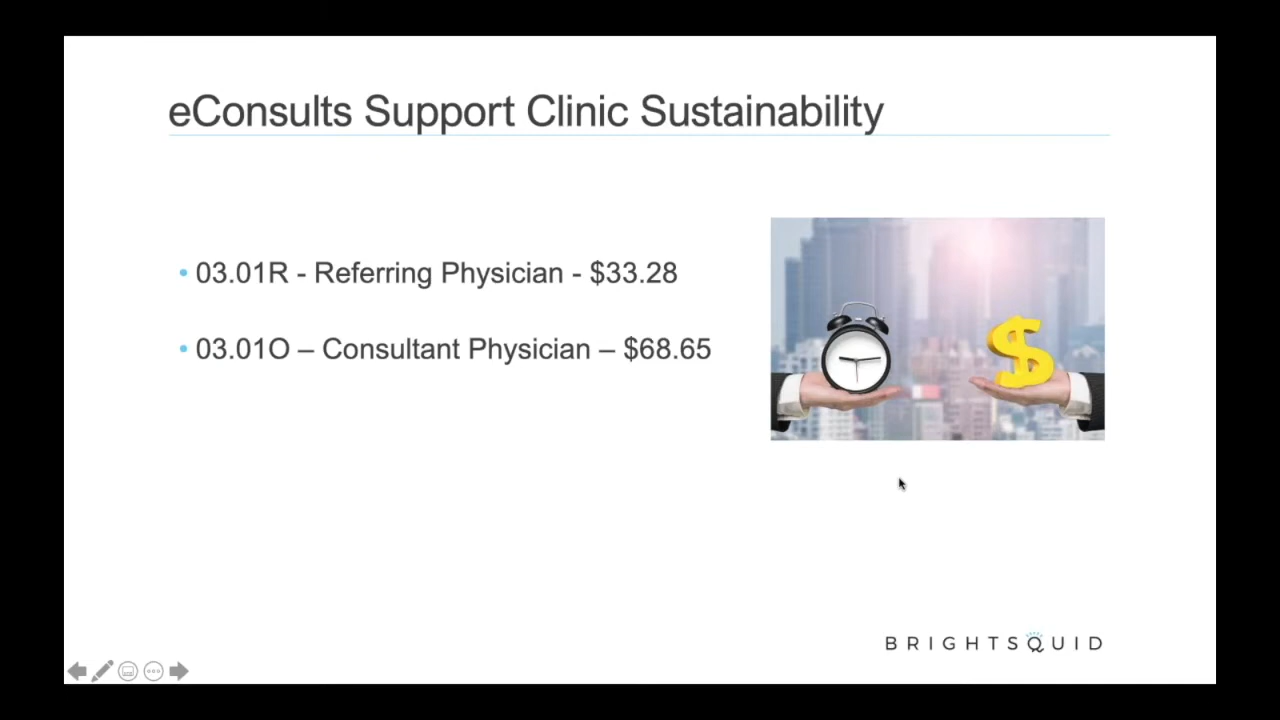 eConsults Support Clinic Sustainability
• 03.01R - Referring Physician - $33.28
• 03.01O – Consultant Physician – $68.65
BRIGHTSQUID